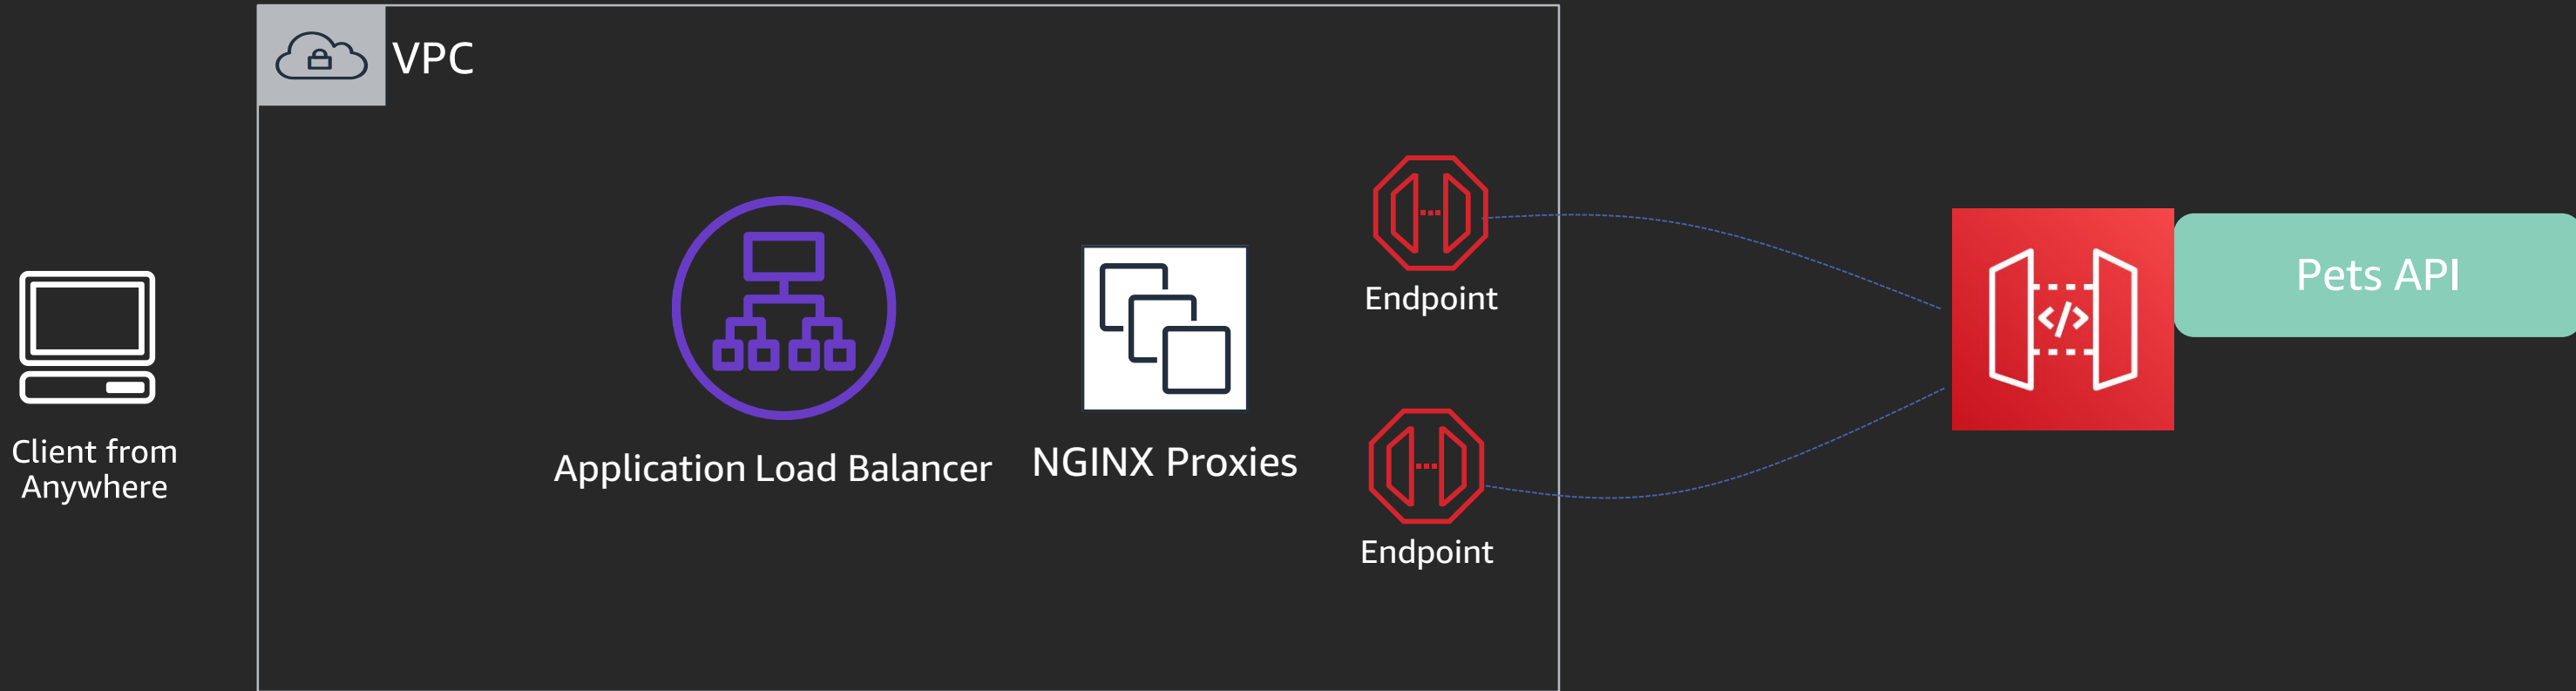 VPC
Client from
Anywhere
Application Load Balancer
NGINX Proxies
Endpoint
Endpoint
</>
Pets API